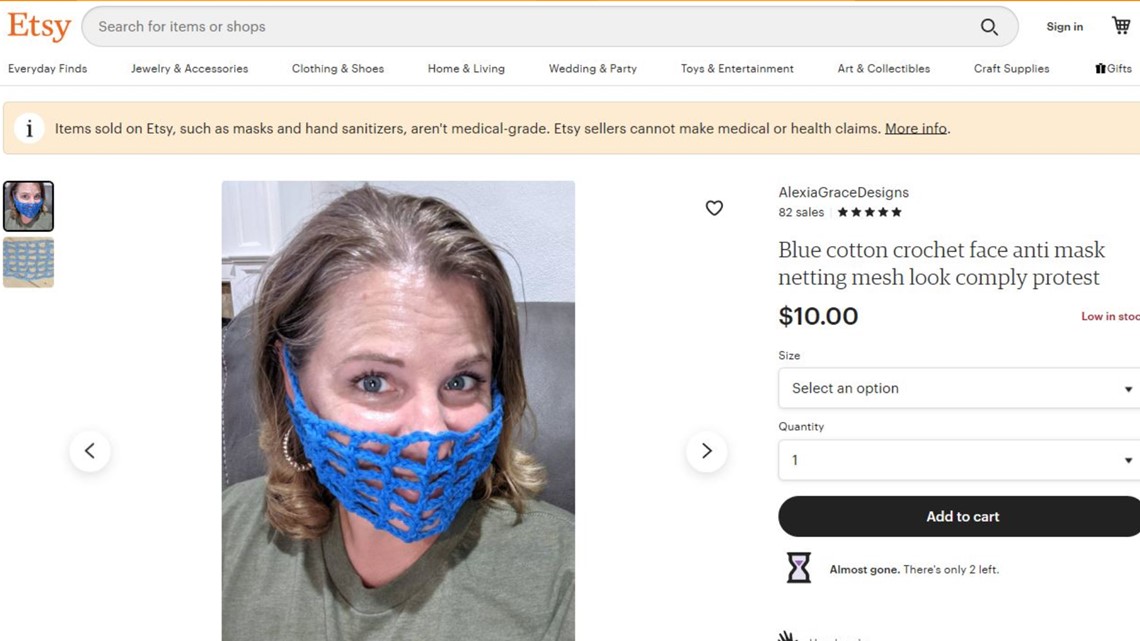 Etsy
Search for items or shops
Sign in
Everyday Finds
Jewelry & Accessories
Clothing & Shoes
Home & Living
Wedding & Party
Toys & Entertainment
Art & Collectibles
Craft Supplies
Gifts
i
Items sold on Etsy, such as masks and hand sanitizers, aren't medical-grade. Etsy sellers cannot make medical or health claims. More info.
AlexiaGraceDesigns
82 sales
Blue cotton crochet face anti mask
netting mesh look comply protest
$10.00
Low in stoc
Size
Select an option
Quantity
1
Add to cart
Almost gone. There's only 2 left.